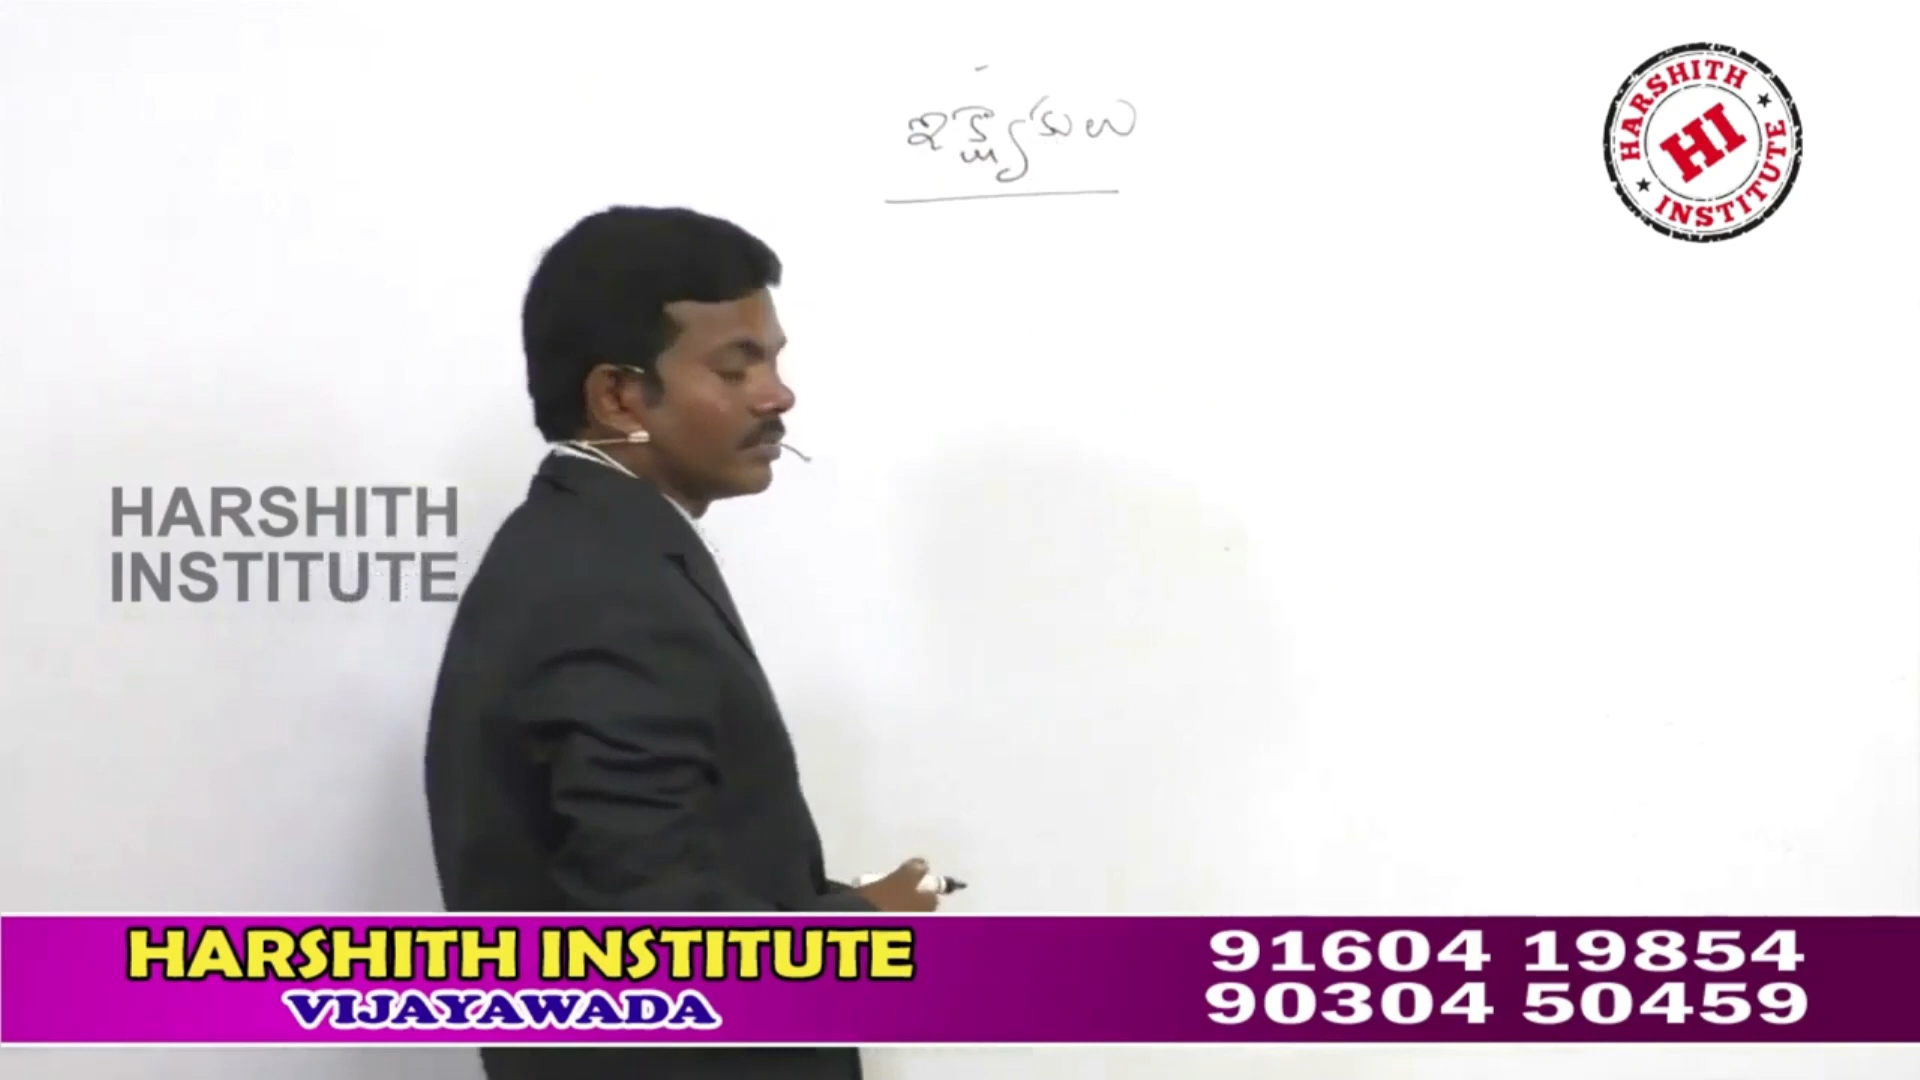 ఇక్ష్వాకులు
HARSHITH
INSTITUTE
HI
HARSHITH
INSTITUTE
HARSHITH INSTITUTE
VIJAYAWADA
91604 19854
90304 50459